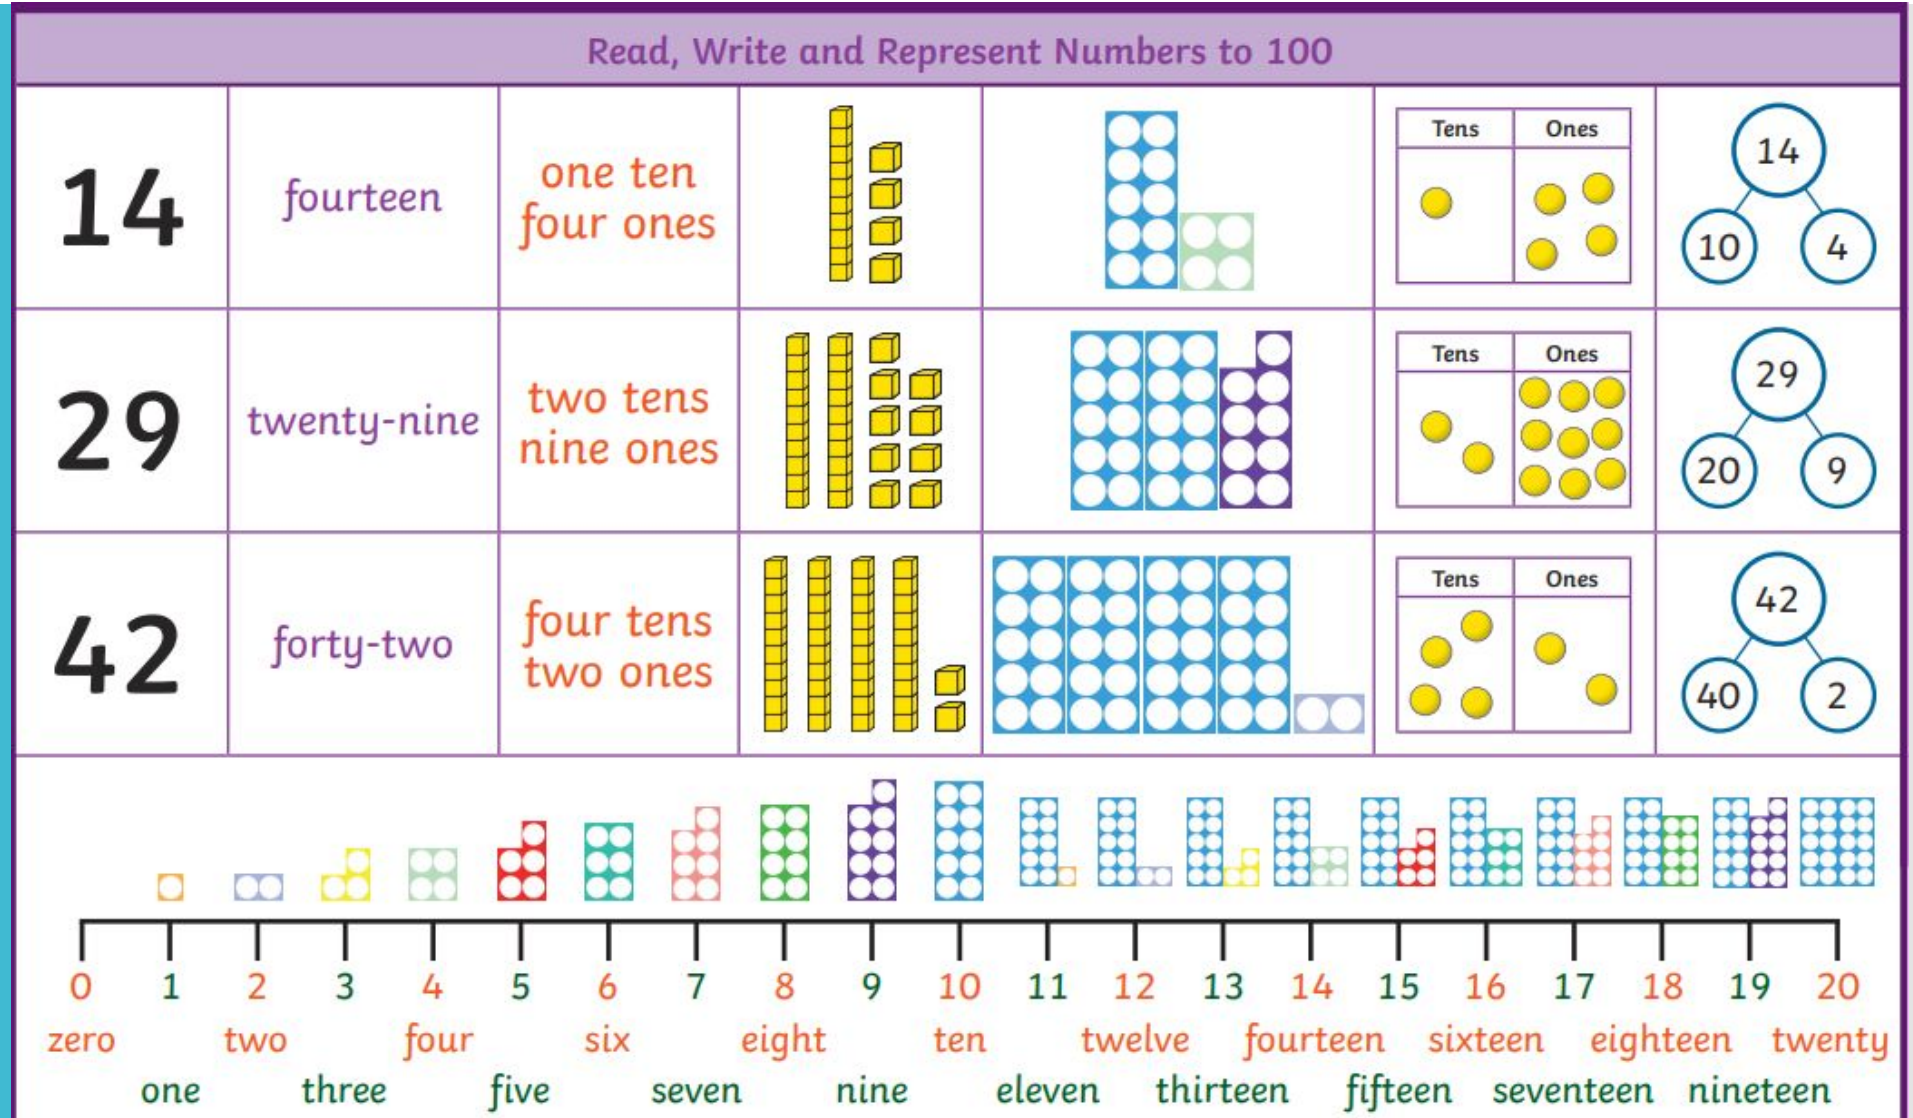 Read, Write and Represent Numbers to 100
14
fourteen
one ten
four ones
Tens Ones
14
10 4
29
twenty-nine
two tens
nine ones
Tens Ones
29
20 9
42
forty-two
four tens
two ones
Tens Ones
42
40 2
0 1 2 3 4 5 6 7 8 9 10 11 12 13 14 15 16 17 18 19 20
zero two four six eight ten twelve fourteen sixteen eighteen twenty
one three five seven nine eleven thirteen fifteen seventeen nineteen